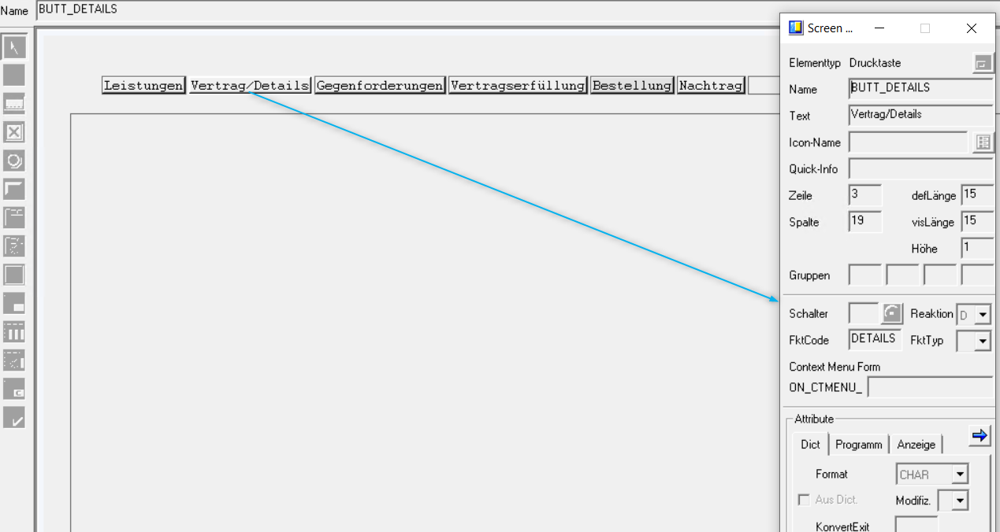 Name BUTT_DETAILS
Leistungen Vertrag/Details Gegenforderungen Vertragserfüllung Bestellung Nachtrag
Screen ...
Elementtyp Drucktaste
Name BUTT_DETAILS
Text Vertrag/Details
Icon-Name
Quick-Info
Zeile 3 defLänge 15
Spalte 19 visLänge 15
Höhe 1
Gruppen
Schalter Reaktion D
FktCode DETAILS FktTyp
Context Menu Form
ON_CTMENU_
Attribute
Dict Programm Anzeige
Format CHAR
Aus Dict. Modifiz.
KonvertExit